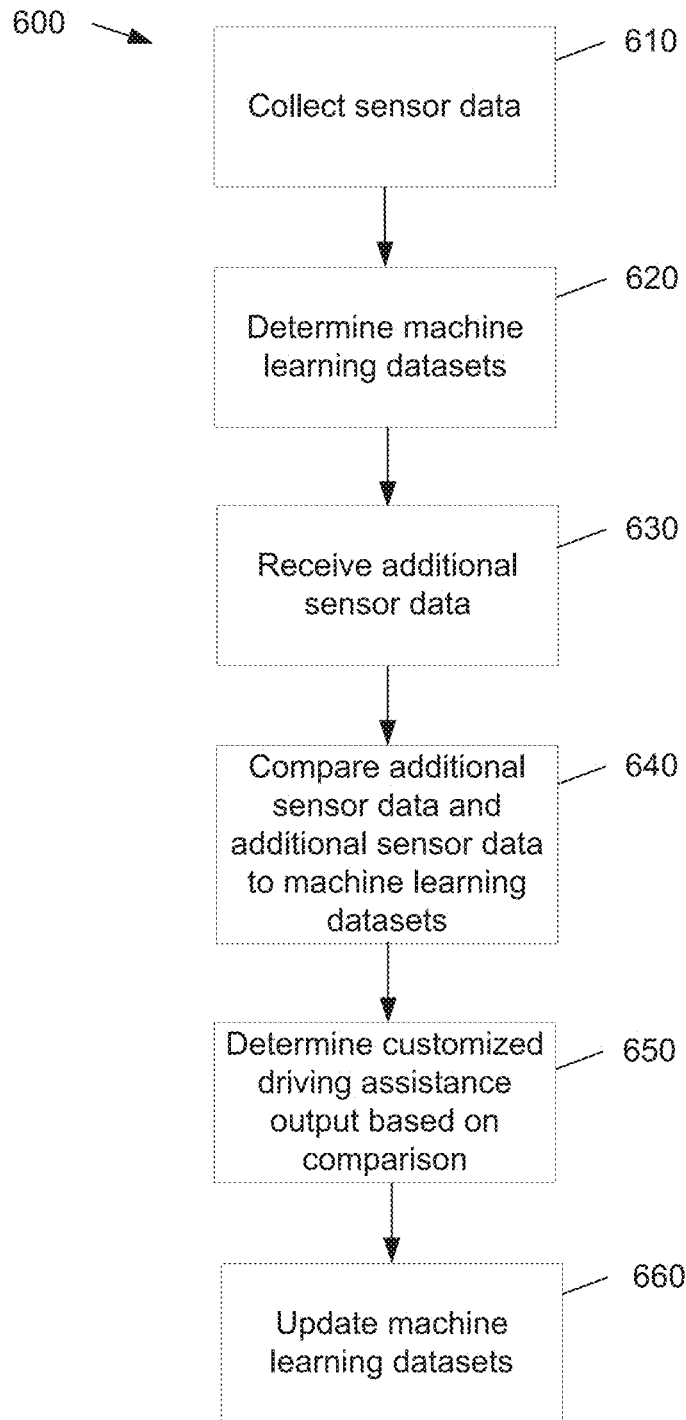 600
610
Collect sensor data
620
Determine machine
learning datasets
630
Receive additional
sensor data
640
Compare additional
sensor data and
additional sensor data
to machine learning
datasets
650
Determine customized
driving assistance
output based on
comparison
660
Update machine
learning datasets